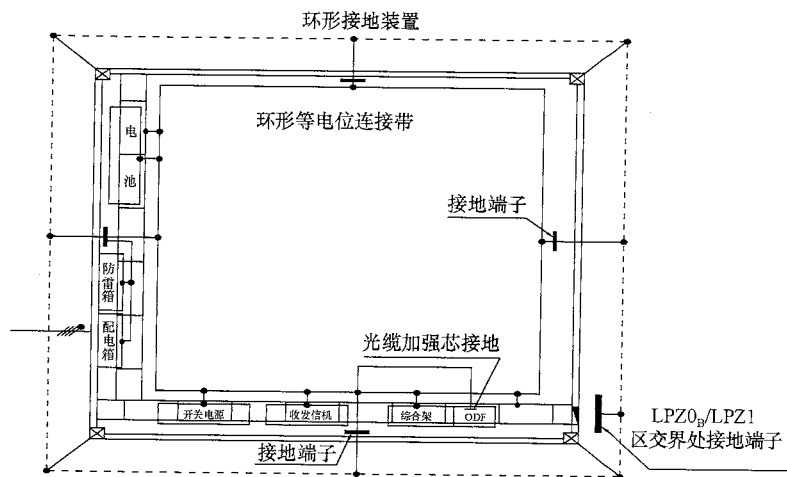 环形接地装置
环形等电位连接带
电
池
接地端子
防
雷
箱
配
电
箱
光缆加强芯接地
开关电源
收发信机
综合架
ODF
LPZ0B/LPZ1
区交界处接地端子
接地端子